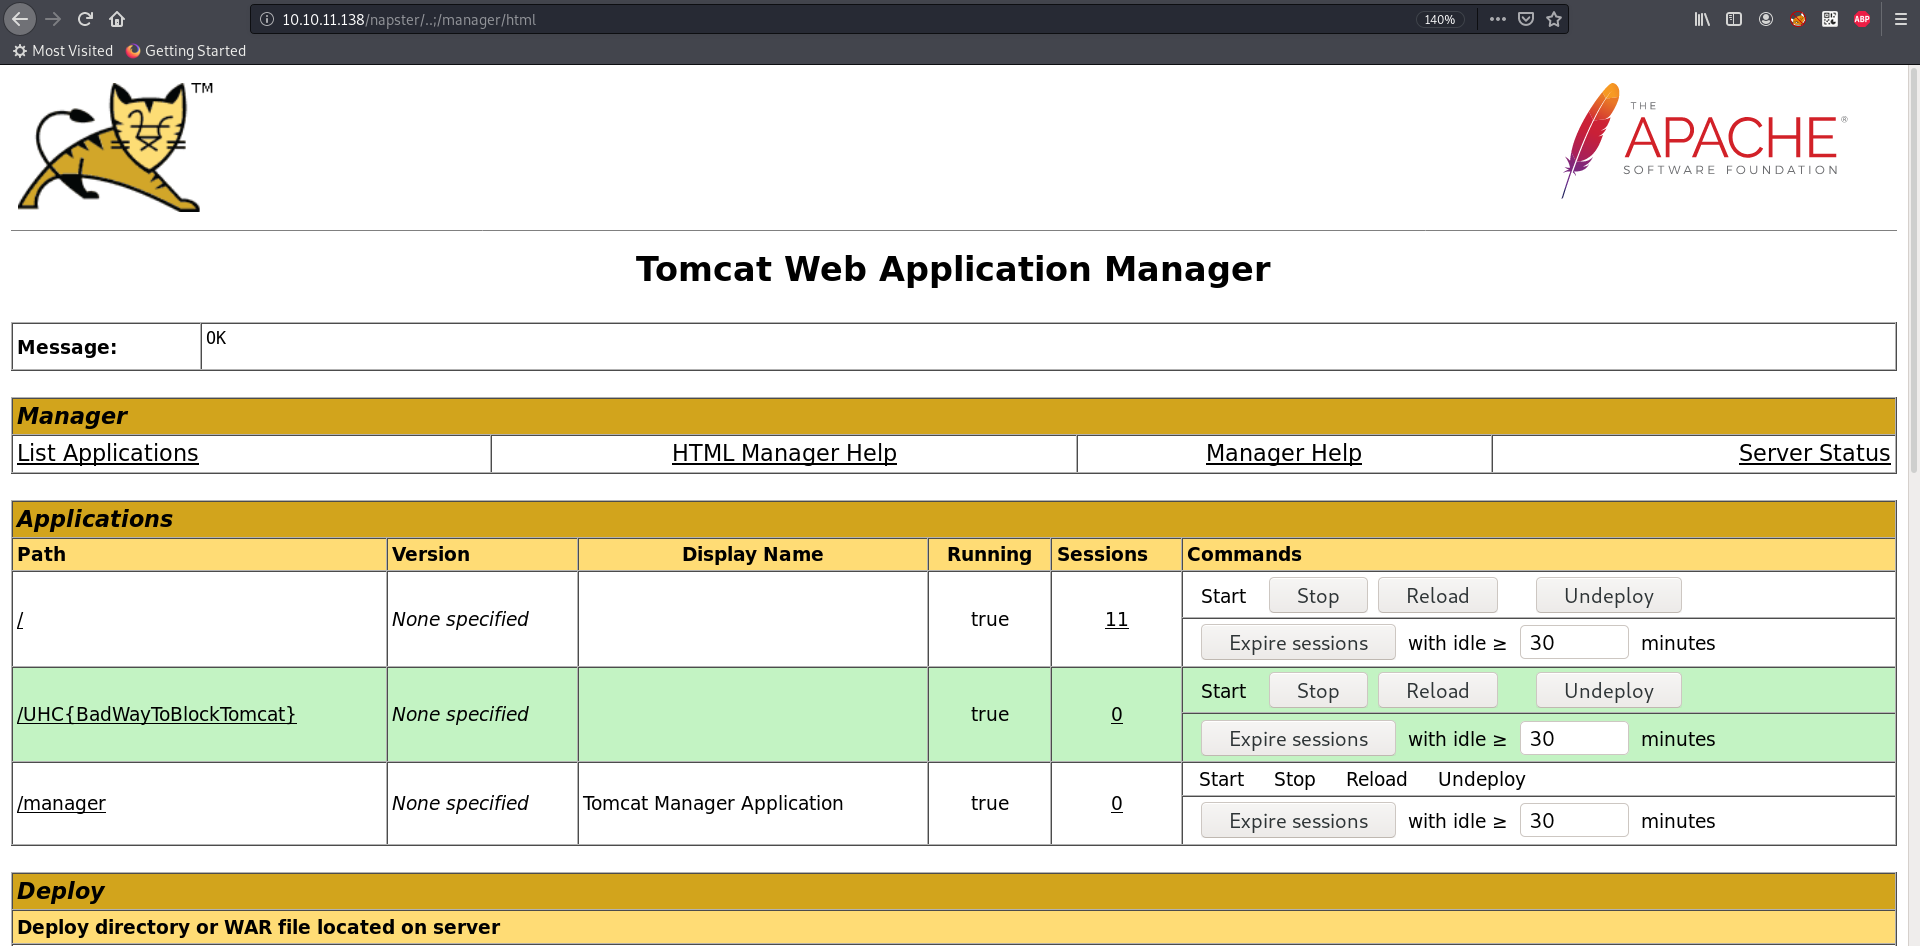 10.10.11.138/napster/..;/manager/html 140% ABP
Most Visited Getting Started
TM
THE
APACHE®
SOFTWARE FOUNDATION
Tomcat Web Application Manager
Message: OK
Manager
List Applications HTML Manager Help Manager Help Server Status
Applications
Path Version Display Name Running Sessions Commands
/ None specified true 11 Start Stop Reload Undeploy
Expire sessions with idle ≥ 30 minutes
/UHC{BadWayToBlockTomcat} None specified true 0 Start Stop Reload Undeploy
Expire sessions with idle ≥ 30 minutes
/manager None specified Tomcat Manager Application true 0 Start Stop Reload Undeploy
Expire sessions with idle ≥ 30 minutes
Deploy
Deploy directory or WAR file located on server